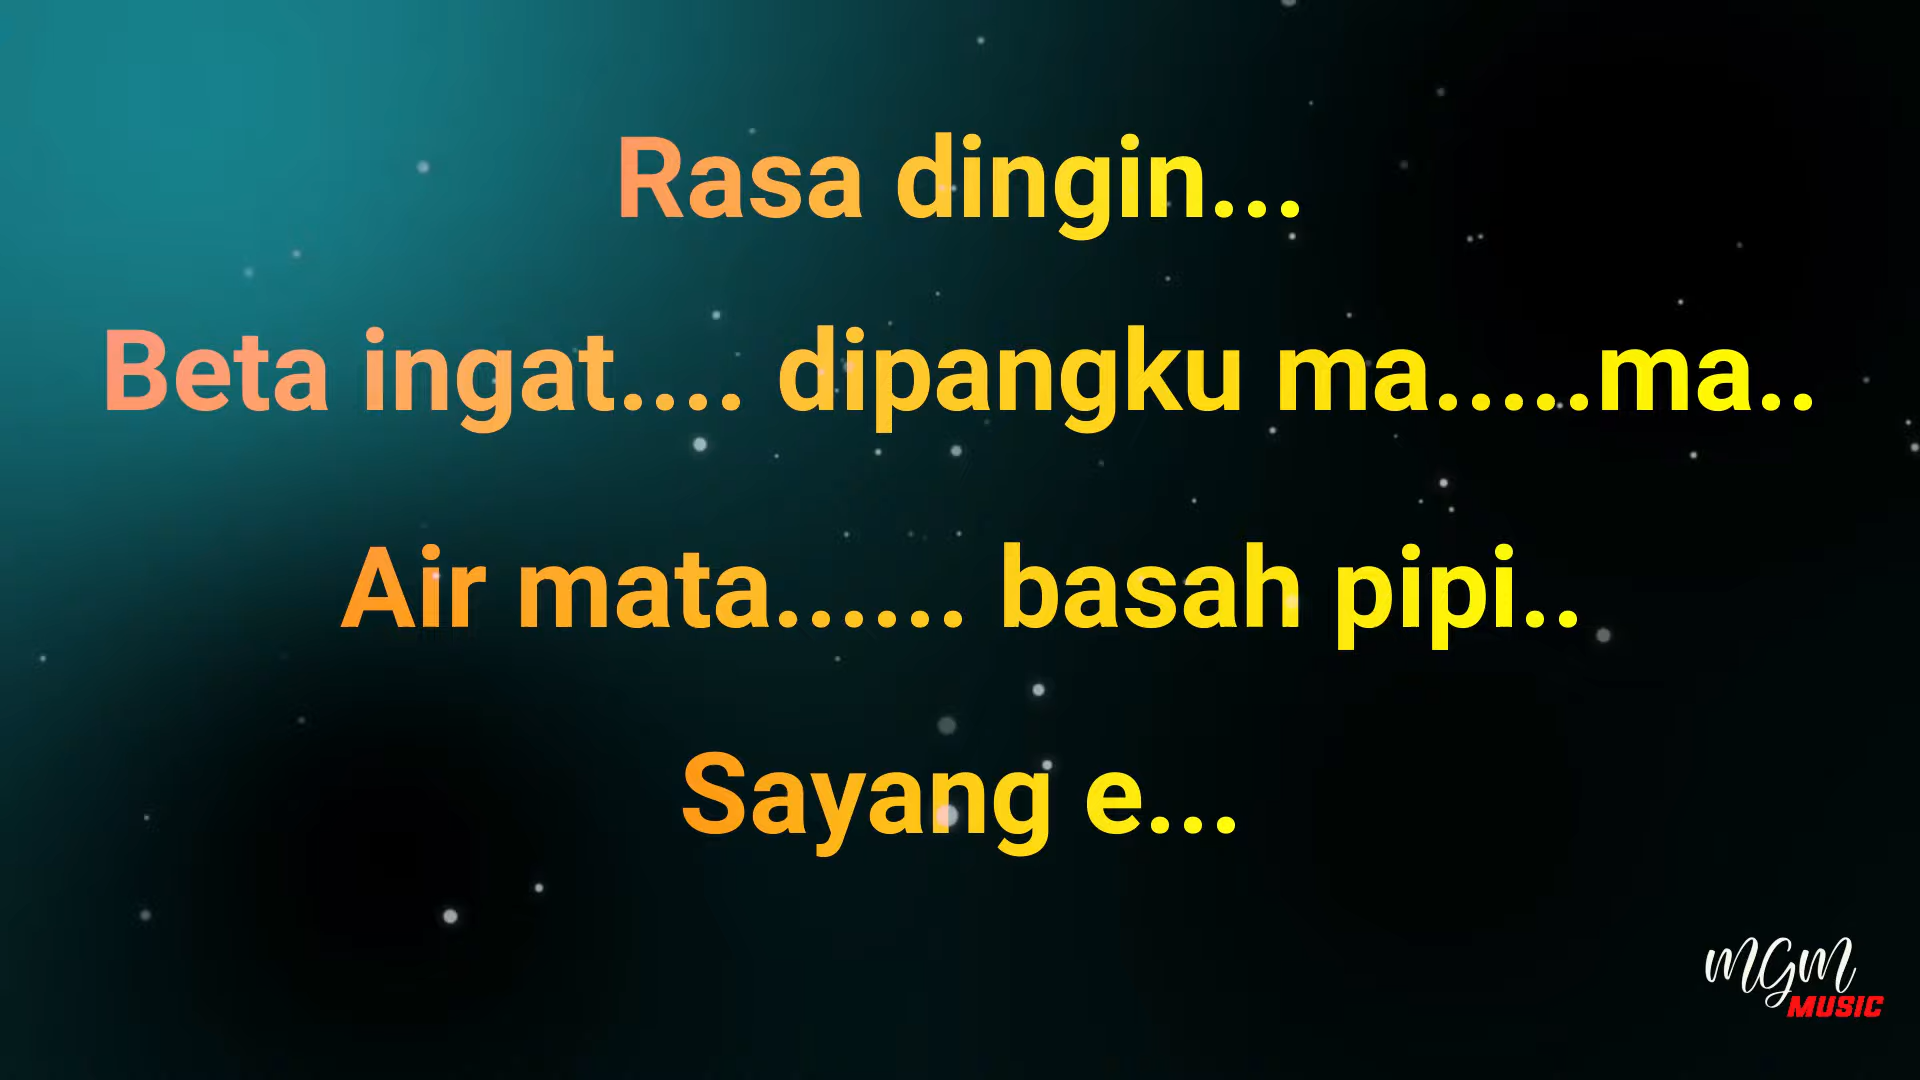 Rasa dingin...
Beta ingat.... dipangku ma.....ma..
Air mata...... basah pipi..
Sayang e...
MGM
MUSIC